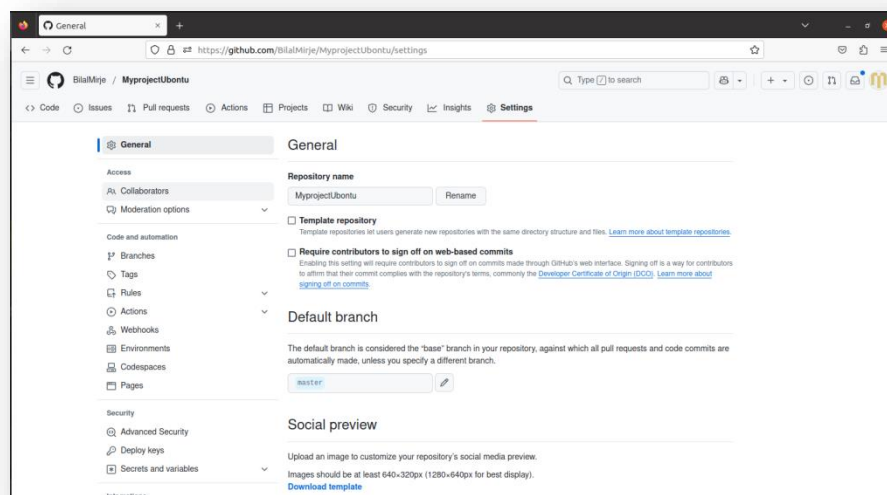 General
https://github.com/BilalMirje/MyprojectUbontu/settings
BilalMirje / MyprojectUbontu
Type / to search
Code Issues Pull requests Actions Projects Wiki Security Insights Settings
General
Access
Collaborators
Moderation options
Code and automation
Branches
Tags
Rules
Actions
Webhooks
Environments
Codespaces
Pages
Security
Advanced Security
Deploy keys
Secrets and variables
General
Repository name
MyprojectUbontu Rename
Template repository
Template repositories let users generate new repositories with the same directory structure and files. Learn more about template repositories.
Require contributors to sign off on web-based commits
Enabling this setting will require contributors to sign off on commits made through GitHub's web interface. Signing off is a way for contributors
to affirm that their commit complies with the repository's terms, commonly the Developer Certificate of Origin (DCO). Learn more about
signing off on commits.
Default branch
The default branch is considered the "base" branch in your repository, against which all pull requests and code commits are
automatically made, unless you specify a different branch.
master
Social preview
Upload an image to customize your repository's social media preview.
Images should be at least 640×320px (1280×640px for best display).
Download template